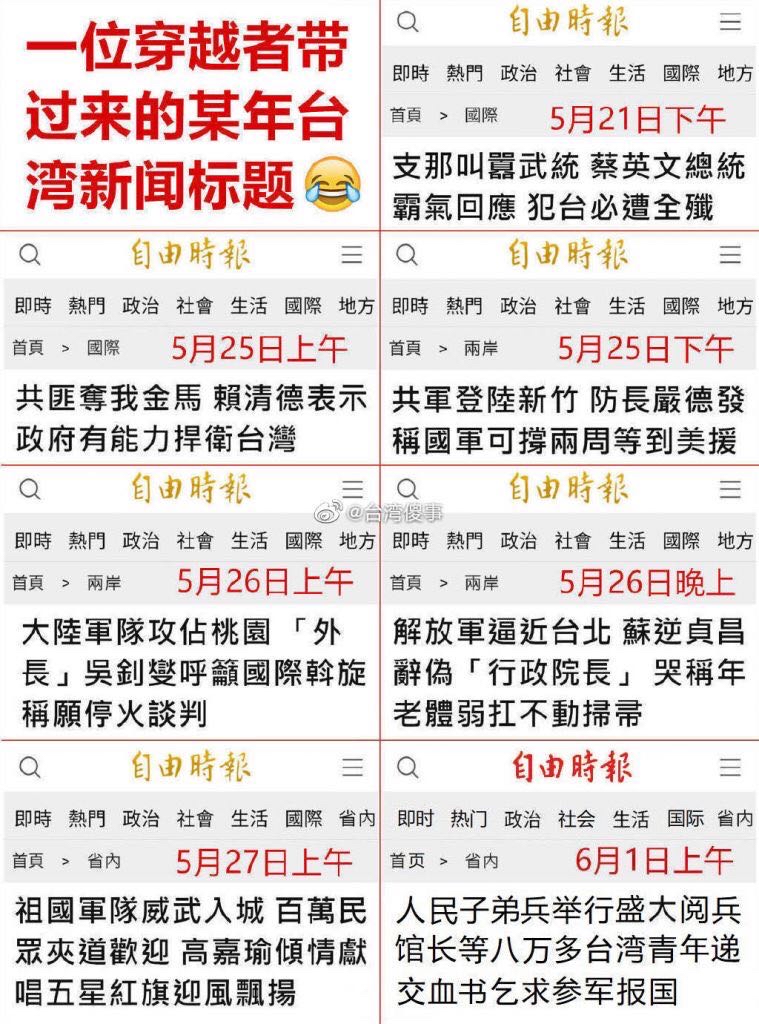 一位穿越者带
过来的某年台
湾新闻标题
自由時報
即時 熱門 政治 社會 生活 國際 地方
首頁 > 國際 5月21日下午
支那叫囂武統 蔡英文總統
霸氣回應 犯台必遭全殲
自由時報
即時 熱門 政治 社會 生活 國際 地方
首頁 > 國際 5月25日上午
共匪奪我金馬 賴清德表示
政府有能力捍衛台灣
自由時報
即時 熱門 政治 社會 生活 國際 地方
首頁 > 兩岸 5月25日下午
共軍登陸新竹 防長嚴德發
稱國軍可撐兩周等到美援
自由時報
@台湾傻事
即時 熱門 政治 社會 生活 國際 地方
首頁 > 兩岸 5月26日上午
大陸軍隊攻佔桃園 「外
長」吳釗燮呼籲國際斡旋
稱願停火談判
自由時報
即時 熱門 政治 社會 生活 國際 地方
首頁 > 兩岸 5月26日晚上
解放軍逼近台北 蘇逆貞昌
辭偽「行政院長」 哭稱年
老體弱扛不動掃帚
自由時報
即時 熱門 政治 社會 生活 國際 省內
首頁 > 省內 5月27日上午
祖國軍隊威武入城 百萬民
眾夾道歡迎 高嘉瑜傾情獻
唱五星紅旗迎風飄揚
自由時報
即时 热门 政治 社会 生活 国际 省内
首页 > 省内 6月1日上午
人民子弟兵举行盛大阅兵
馆长等八万多台湾青年递
交血书乞求参军报国